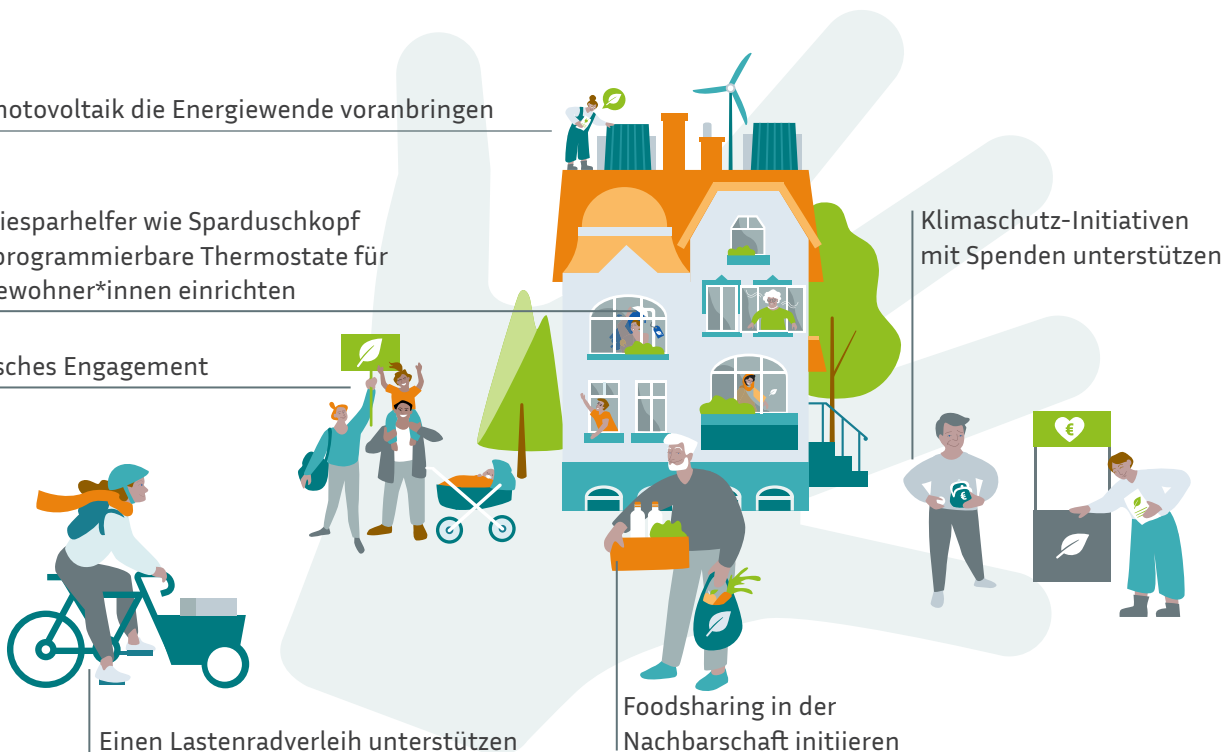 hotovoltaik die Energiewende voranbringen
iesparhelfer wie Sparduschkopf
programmierbare Thermostate für
ewohner*innen einrichten
sches Engagement
Klimaschutz-Initiativen
mit Spenden unterstützen
€
€
Foodsharing in der
Nachbarschaft initiieren
Einen Lastenradverleih unterstützen